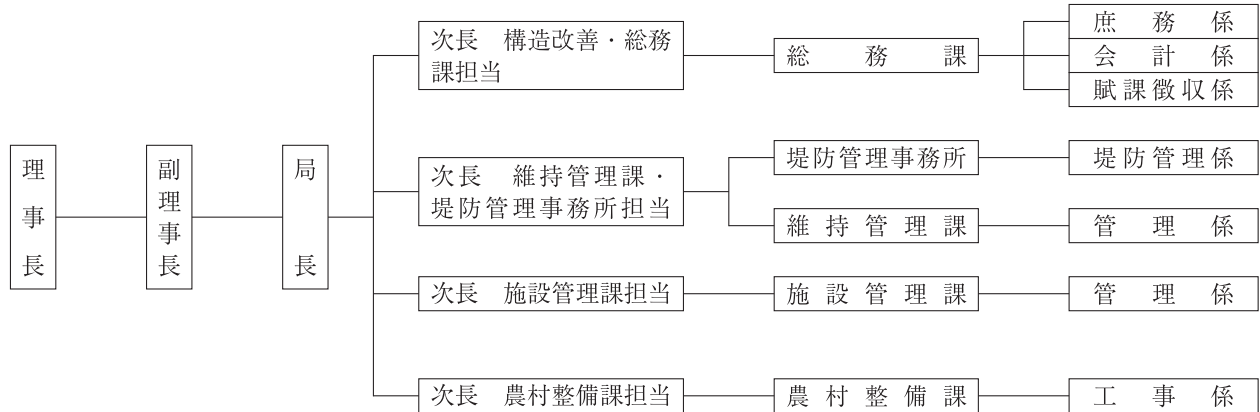 理事長
副理事長
局長
次長　構造改善・総務
課担当
総務課
庶務係
会計係
賦課徴収係
次長　維持管理課・
堤防管理事務所担当
堤防管理事務所
堤防管理係
維持管理課
管理係
次長　施設管理課担当
施設管理課
管理係
次長　農村整備課担当
農村整備課
工事係